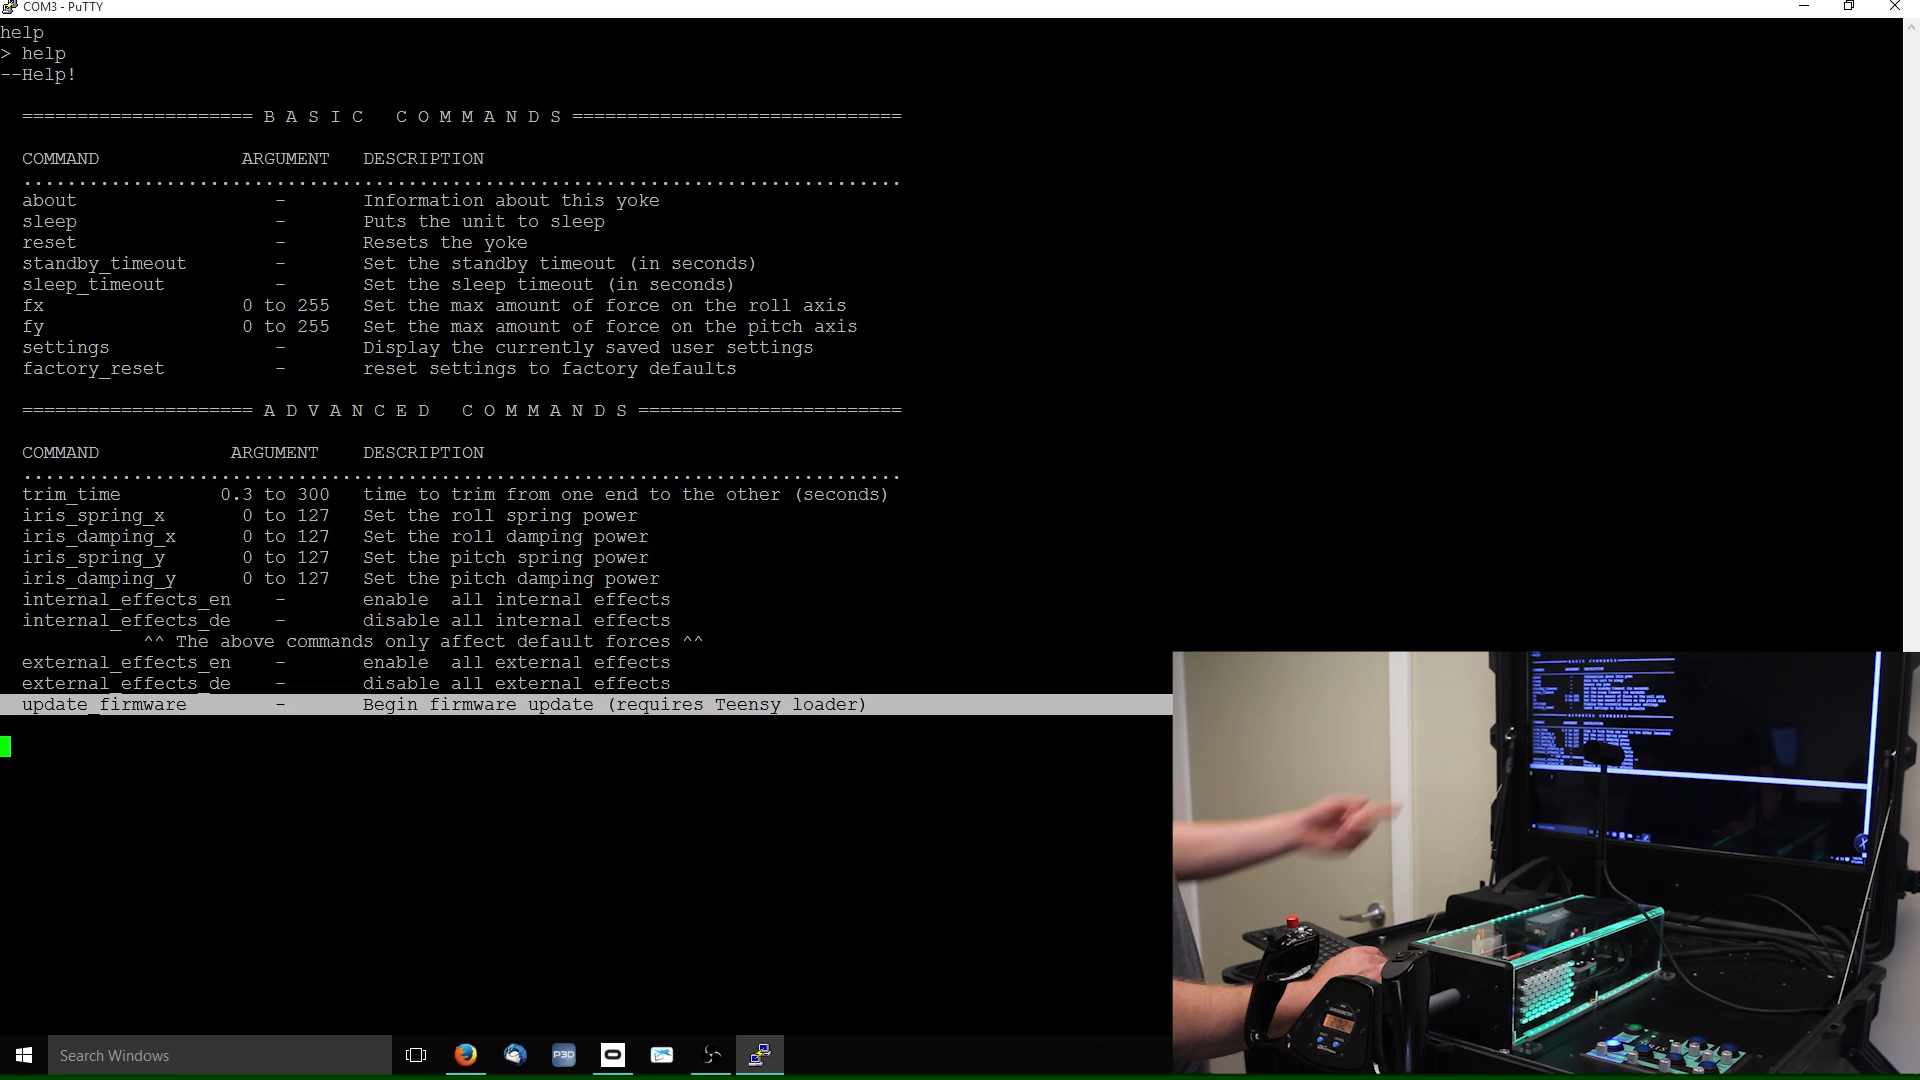 COM3 - PuTTY
help
> help
--Help!
===================== B A S I C   C O M M A N D S ==============================
COMMAND             ARGUMENT   DESCRIPTION
................................................................................
about                  -       Information about this yoke
sleep                  -       Puts the unit to sleep
reset                  -       Resets the yoke
standby_timeout        -       Set the standby timeout (in seconds)
sleep_timeout          -       Set the sleep timeout (in seconds)
fx                  0 to 255   Set the max amount of force on the roll axis
fy                  0 to 255   Set the max amount of force on the pitch axis
settings               -       Display the currently saved user settings
factory_reset          -       reset settings to factory defaults
===================== A D V A N C E D   C O M M A N D S ========================
COMMAND            ARGUMENT    DESCRIPTION
................................................................................
trim_time         0.3 to 300   time to trim from one end to the other (seconds)
iris_spring_x       0 to 127   Set the roll spring power
iris_damping_x      0 to 127   Set the roll damping power
iris_spring_y       0 to 127   Set the pitch spring power
iris_damping_y      0 to 127   Set the pitch damping power
internal_effects_en    -       enable  all internal effects
internal_effects_de    -       disable all internal effects
^^ The above commands only affect default forces ^^
external_effects_en    -       enable  all external effects
external_effects_de    -       disable all external effects
update_firmware        -       Begin firmware update (requires Teensy loader)
Search Windows
P3D